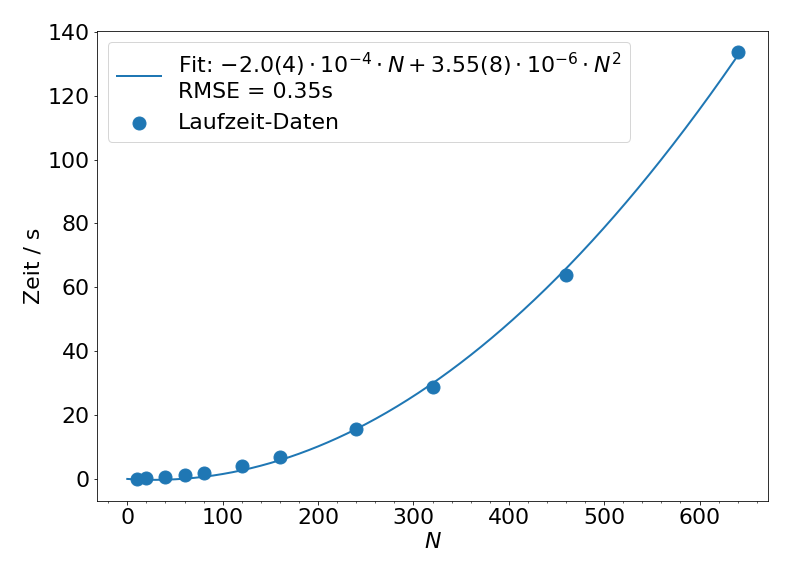 140
120
100
80
60
40
20
0
Zeit / s
Fit: −2.0(4) · 10⁻⁴ · N + 3.55(8) · 10⁻⁶ · N²
RMSE = 0.35s
Laufzeit-Daten
0 100 200 300 400 500 600
N